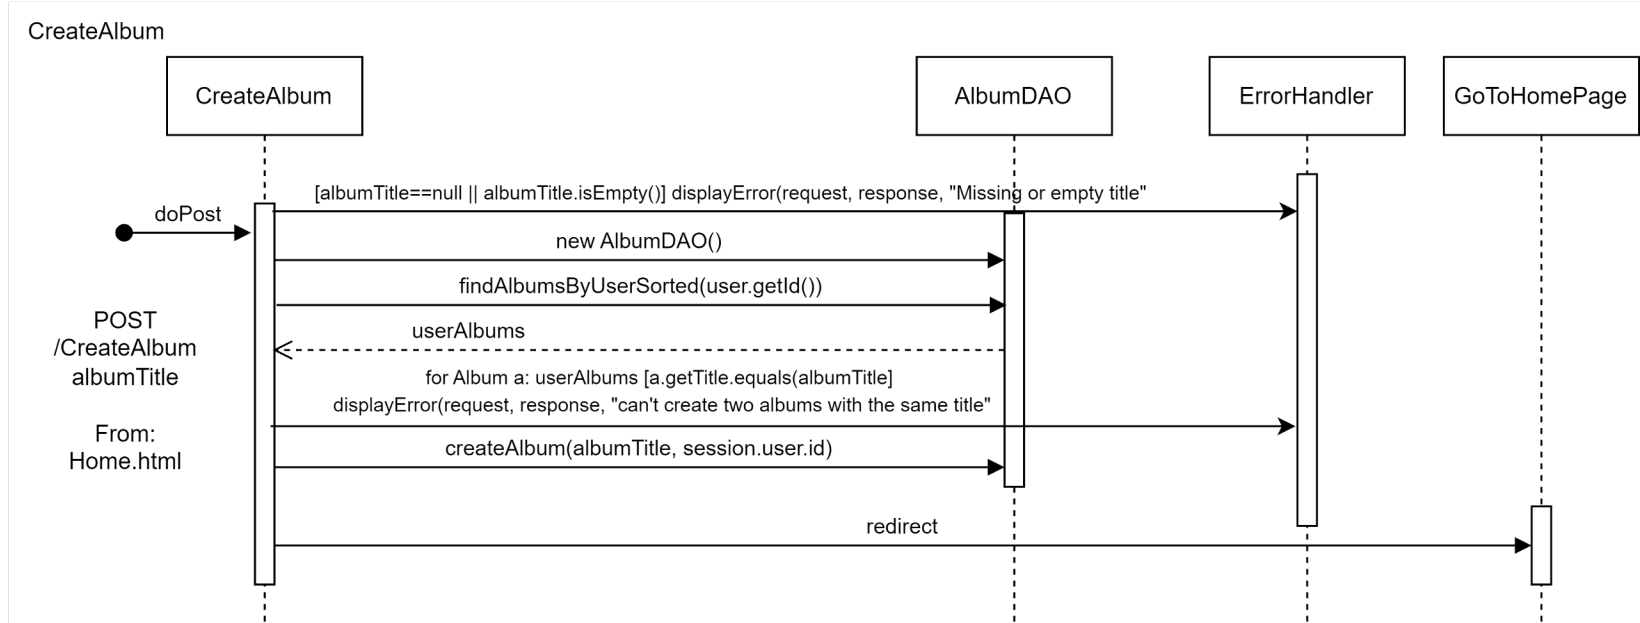 CreateAlbum
CreateAlbum
AlbumDAO
ErrorHandler
GoToHomePage
[albumTitle==null || albumTitle.isEmpty()] displayError(request, response, "Missing or empty title"
doPost
new AlbumDAO()
findAlbumsByUserSorted(user.getId())
userAlbums
POST
/CreateAlbum
albumTitle
for Album a: userAlbums [a.getTitle.equals(albumTitle]
displayError(request, response, "can't create two albums with the same title"
From:
Home.html
createAlbum(albumTitle, session.user.id)
redirect